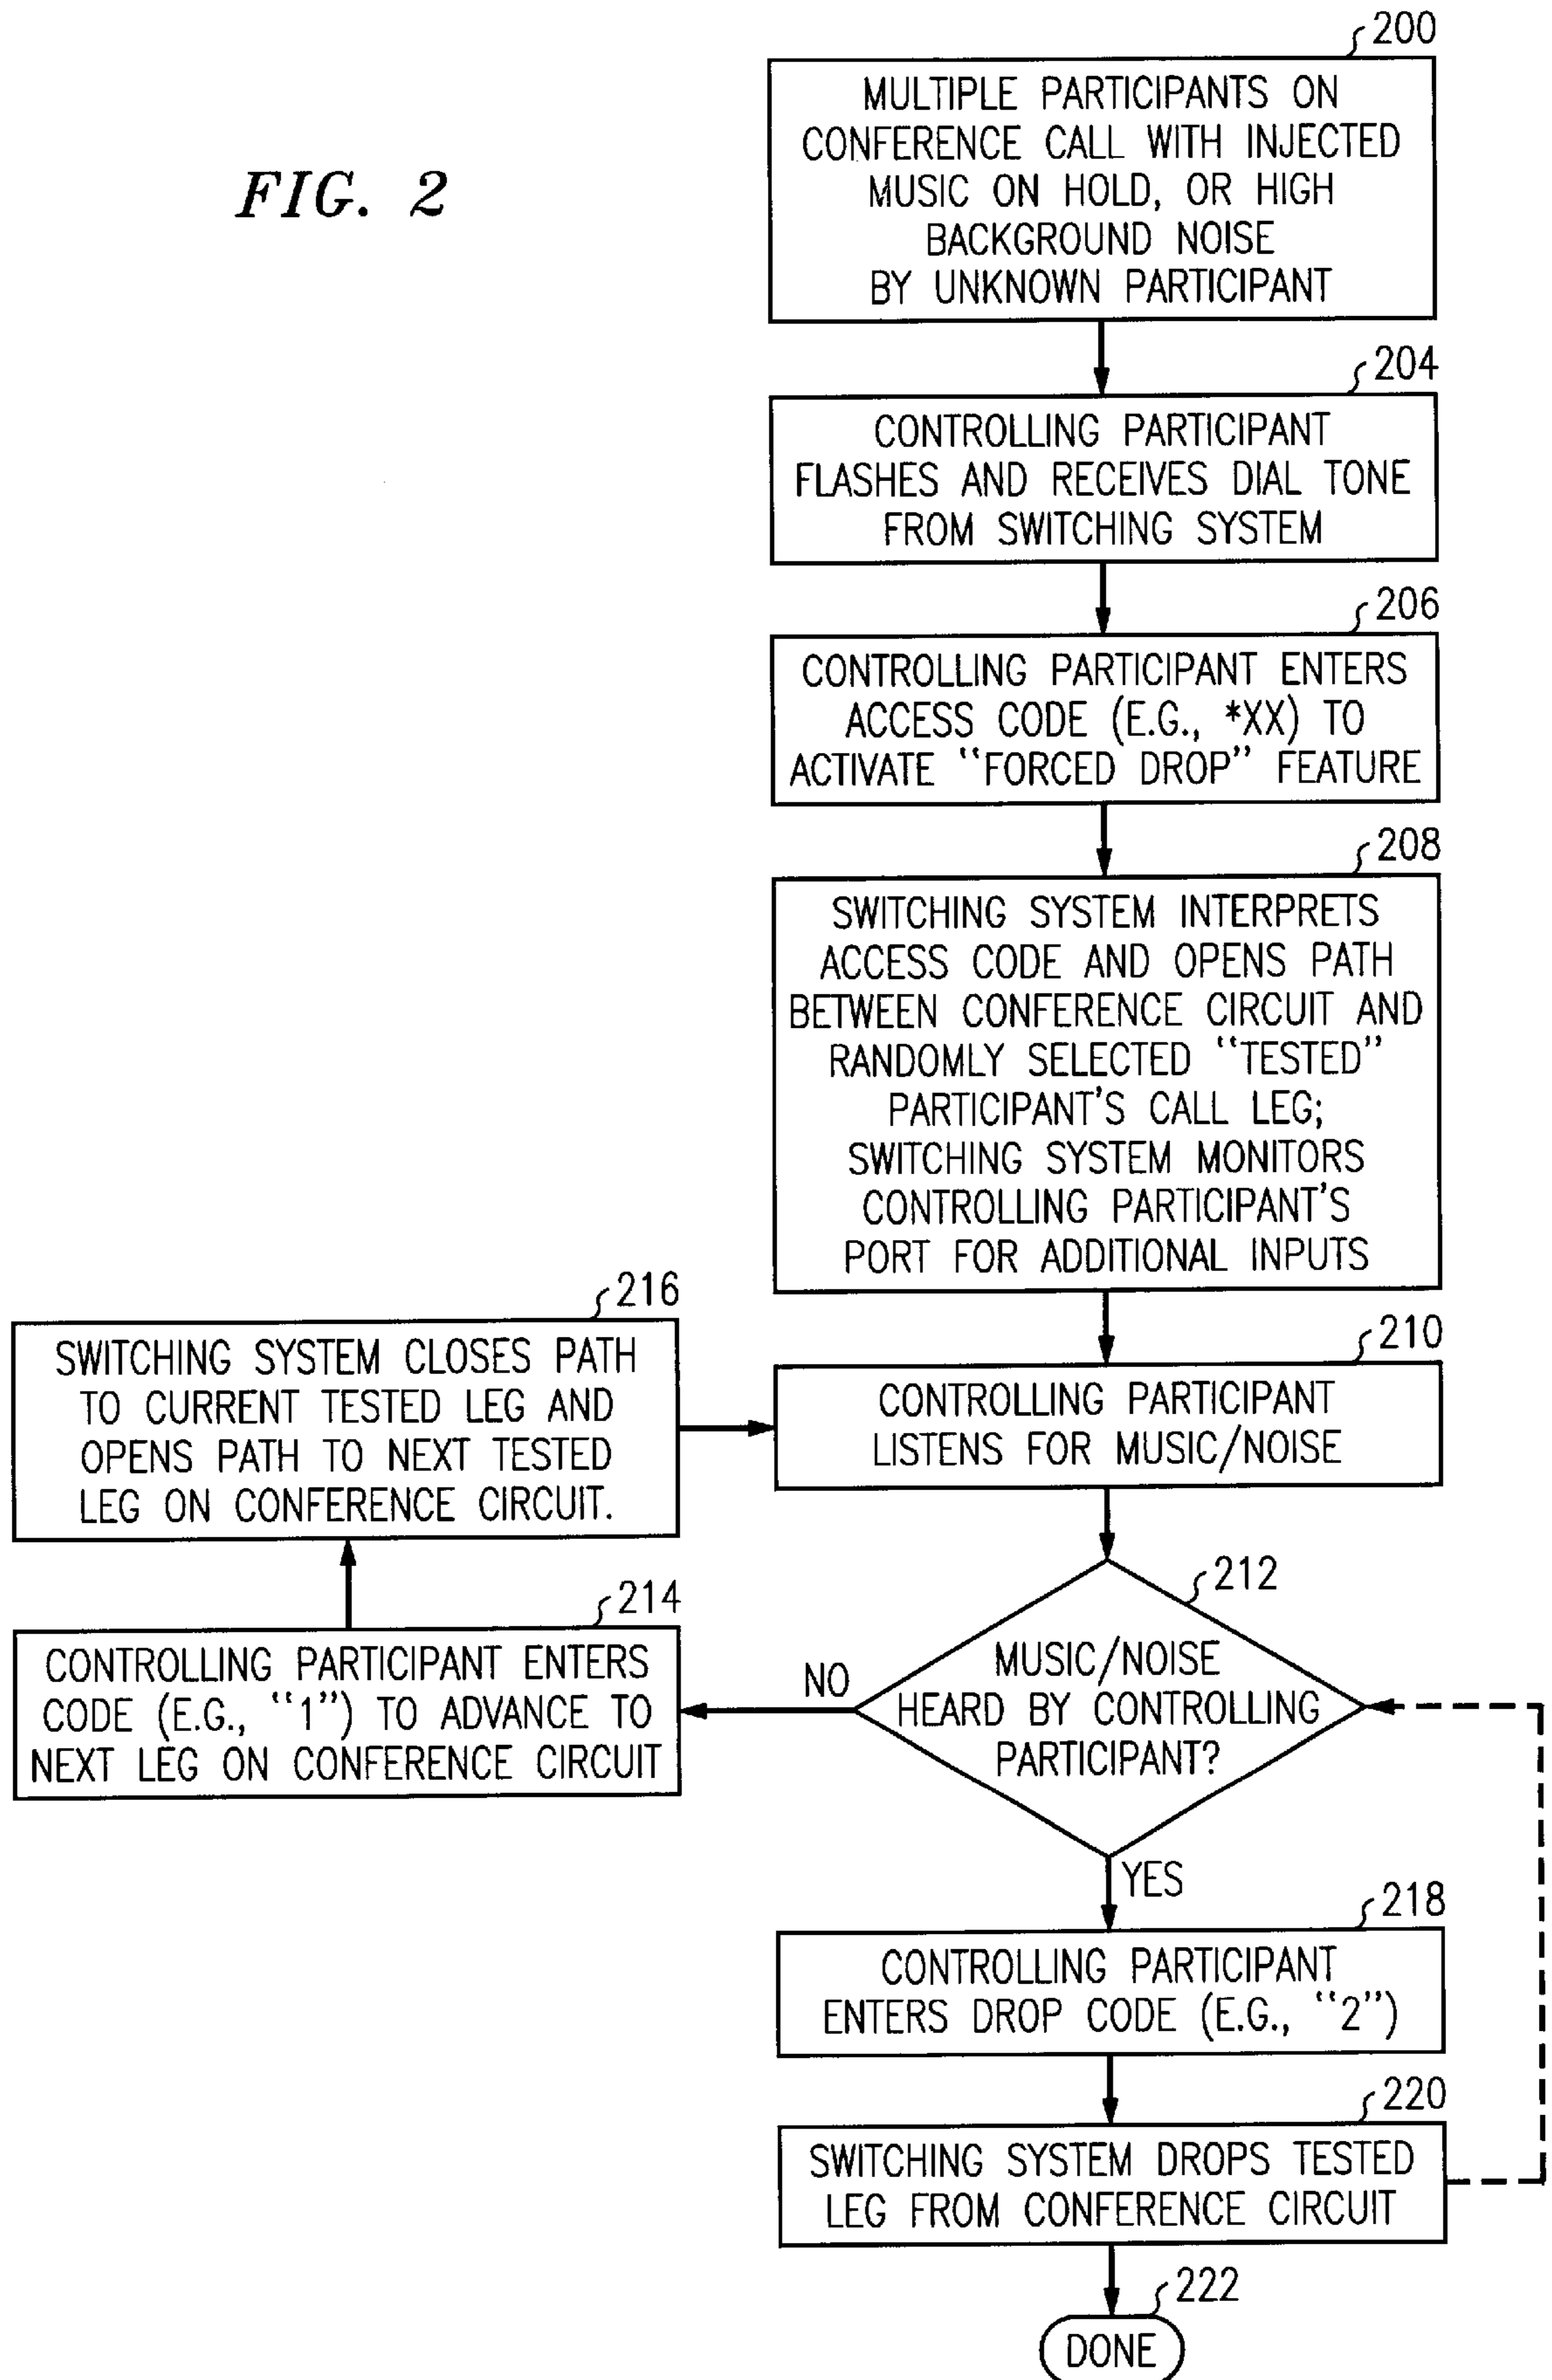 FIG. 2
200
MULTIPLE PARTICIPANTS ON
CONFERENCE CALL WITH INJECTED
MUSIC ON HOLD, OR HIGH
BACKGROUND NOISE
BY UNKNOWN PARTICIPANT
204
CONTROLLING PARTICIPANT
FLASHES AND RECEIVES DIAL TONE
FROM SWITCHING SYSTEM
206
CONTROLLING PARTICIPANT ENTERS
ACCESS CODE (E.G., *XX) TO
ACTIVATE “FORCED DROP” FEATURE
208
SWITCHING SYSTEM INTERPRETS
ACCESS CODE AND OPENS PATH
BETWEEN CONFERENCE CIRCUIT AND
RANDOMLY SELECTED “TESTED”
PARTICIPANT'S CALL LEG;
SWITCHING SYSTEM MONITORS
CONTROLLING PARTICIPANT'S
PORT FOR ADDITIONAL INPUTS
210
CONTROLLING PARTICIPANT
LISTENS FOR MUSIC/NOISE
212
MUSIC/NOISE
HEARD BY CONTROLLING
PARTICIPANT?
NO
214
CONTROLLING PARTICIPANT ENTERS
CODE (E.G., “1”) TO ADVANCE TO
NEXT LEG ON CONFERENCE CIRCUIT
216
SWITCHING SYSTEM CLOSES PATH
TO CURRENT TESTED LEG AND
OPENS PATH TO NEXT TESTED
LEG ON CONFERENCE CIRCUIT.
YES
218
CONTROLLING PARTICIPANT
ENTERS DROP CODE (E.G., “2”)
220
SWITCHING SYSTEM DROPS TESTED
LEG FROM CONFERENCE CIRCUIT
222
DONE